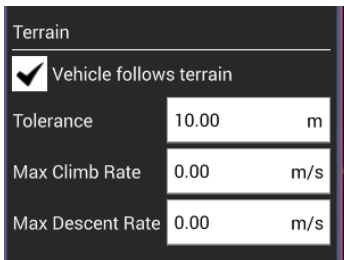 Terrain
Vehicle follows terrain
Tolerance 10.00 m
Max Climb Rate 0.00 m/s
Max Descent Rate 0.00 m/s